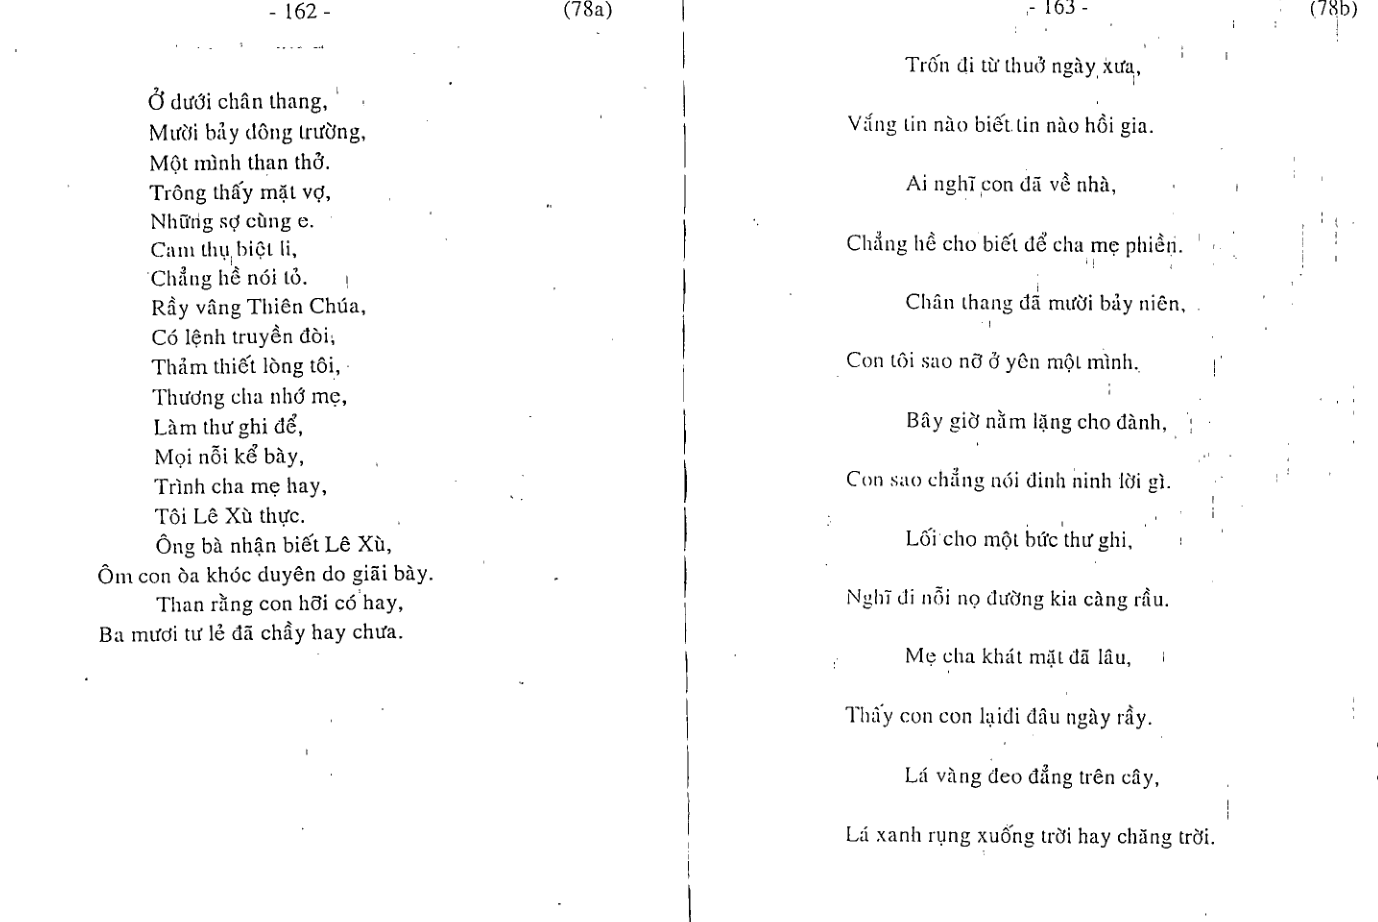 - 162 -
(78a)
Ở dưới chân thang,
Mười bảy đông trường,
Một mình than thở.
Trông thấy mặt vợ,
Những sợ cùng e.
Cam thụ biệt li,
Chẳng hề nói tỏ.
Rầy vâng Thiên Chúa,
Có lệnh truyền đòi,
Thảm thiết lòng tôi,
Thương cha nhớ mẹ,
Làm thư ghi để,
Mọi nỗi kể bày,
Trình cha mẹ hay,
Tôi Lê Xù thực.
Ông bà nhận biết Lê Xù,
Ôm con òa khóc duyên do giãi bày.
Than rằng con hỡi có hay,
Ba mươi tư lẻ đã chầy hay chưa.
- 163 -
(78b)
Trốn đi từ thuở ngày xưa,
Vắng tin nào biết tin nào hồi gia.
Ai nghĩ con đã về nhà,
Chẳng hề cho biết để cha mẹ phiền.
Chân thang đã mười bảy niên,
Con tôi sao nỡ ở yên một mình.
Bây giờ nằm lặng cho đành,
Con sao chẳng nói đinh ninh lời gì.
Lối cho một bức thư ghi,
Nghĩ đi nỗi nọ đường kia càng rầu.
Mẹ cha khát mặt đã lâu,
Thấy con con lạiđi đâu ngày rầy.
Lá vàng đeo đẳng trên cây,
Lá xanh rụng xuống trời hay chăng trời.